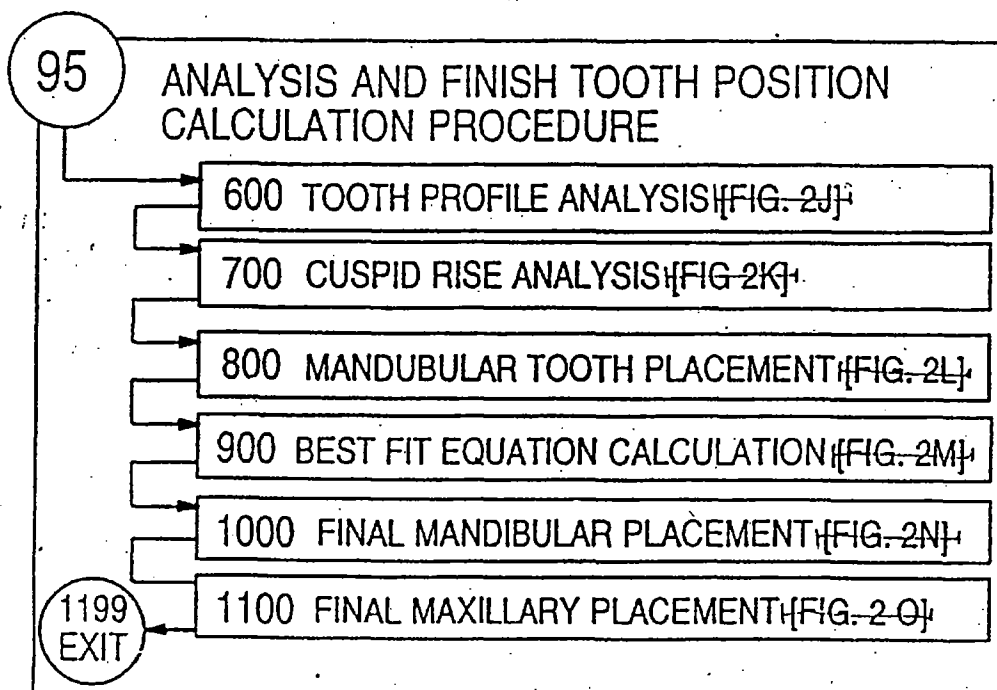 95
ANALYSIS AND FINISH TOOTH POSITION
CALCULATION PROCEDURE
600 TOOTH PROFILE ANALYSIS [FIG. 2J]
700 CUSPID RISE ANALYSIS [FIG 2K]
800 MANDUBULAR TOOTH PLACEMENT [FIG. 2L]
900 BEST FIT EQUATION CALCULATION [FIG. 2M]
1000 FINAL MANDIBULAR PLACEMENT [FIG. 2N]
1100 FINAL MAXILLARY PLACEMENT [FIG. 2 O]
1199
EXIT